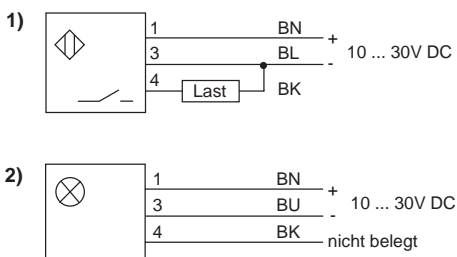 1)
1 BN +
3 BL - 10 ... 30V DC
4 Last BK
2)
1 BN +
3 BU - 10 ... 30V DC
4 BK nicht belegt